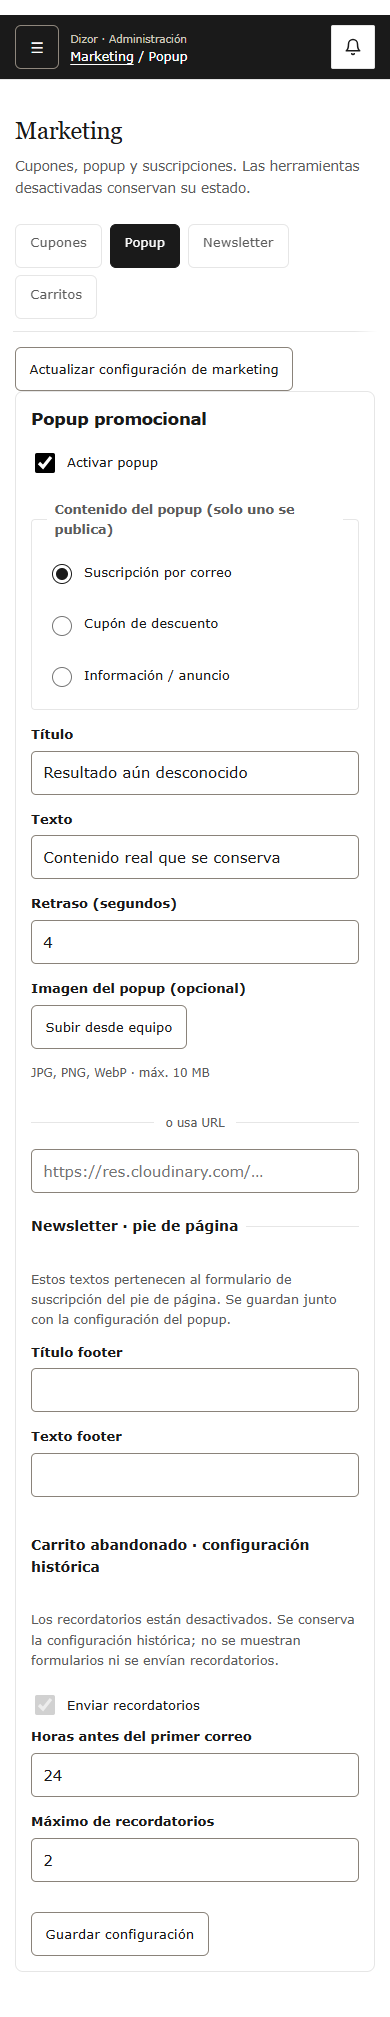 ☰
Dizor · Administración
Marketing / Popup
Marketing
Cupones, popup y suscripciones. Las herramientas
desactivadas conservan su estado.
Cupones
Popup
Newsletter
Carritos
Actualizar configuración de marketing
Popup promocional
Activar popup
Contenido del popup (solo uno se
publica)
Suscripción por correo
Cupón de descuento
Información / anuncio
Título
Resultado aún desconocido
Texto
Contenido real que se conserva
Retraso (segundos)
4
Imagen del popup (opcional)
Subir desde equipo
JPG, PNG, WebP · máx. 10 MB
o usa URL
https://res.cloudinary.com/...
Newsletter · pie de página
Estos textos pertenecen al formulario de
suscripción del pie de página. Se guardan junto
con la configuración del popup.
Título footer
Texto footer
Carrito abandonado · configuración
histórica
Los recordatorios están desactivados. Se conserva
la configuración histórica; no se muestran
formularios ni se envían recordatorios.
Enviar recordatorios
Horas antes del primer correo
24
Máximo de recordatorios
2
Guardar configuración